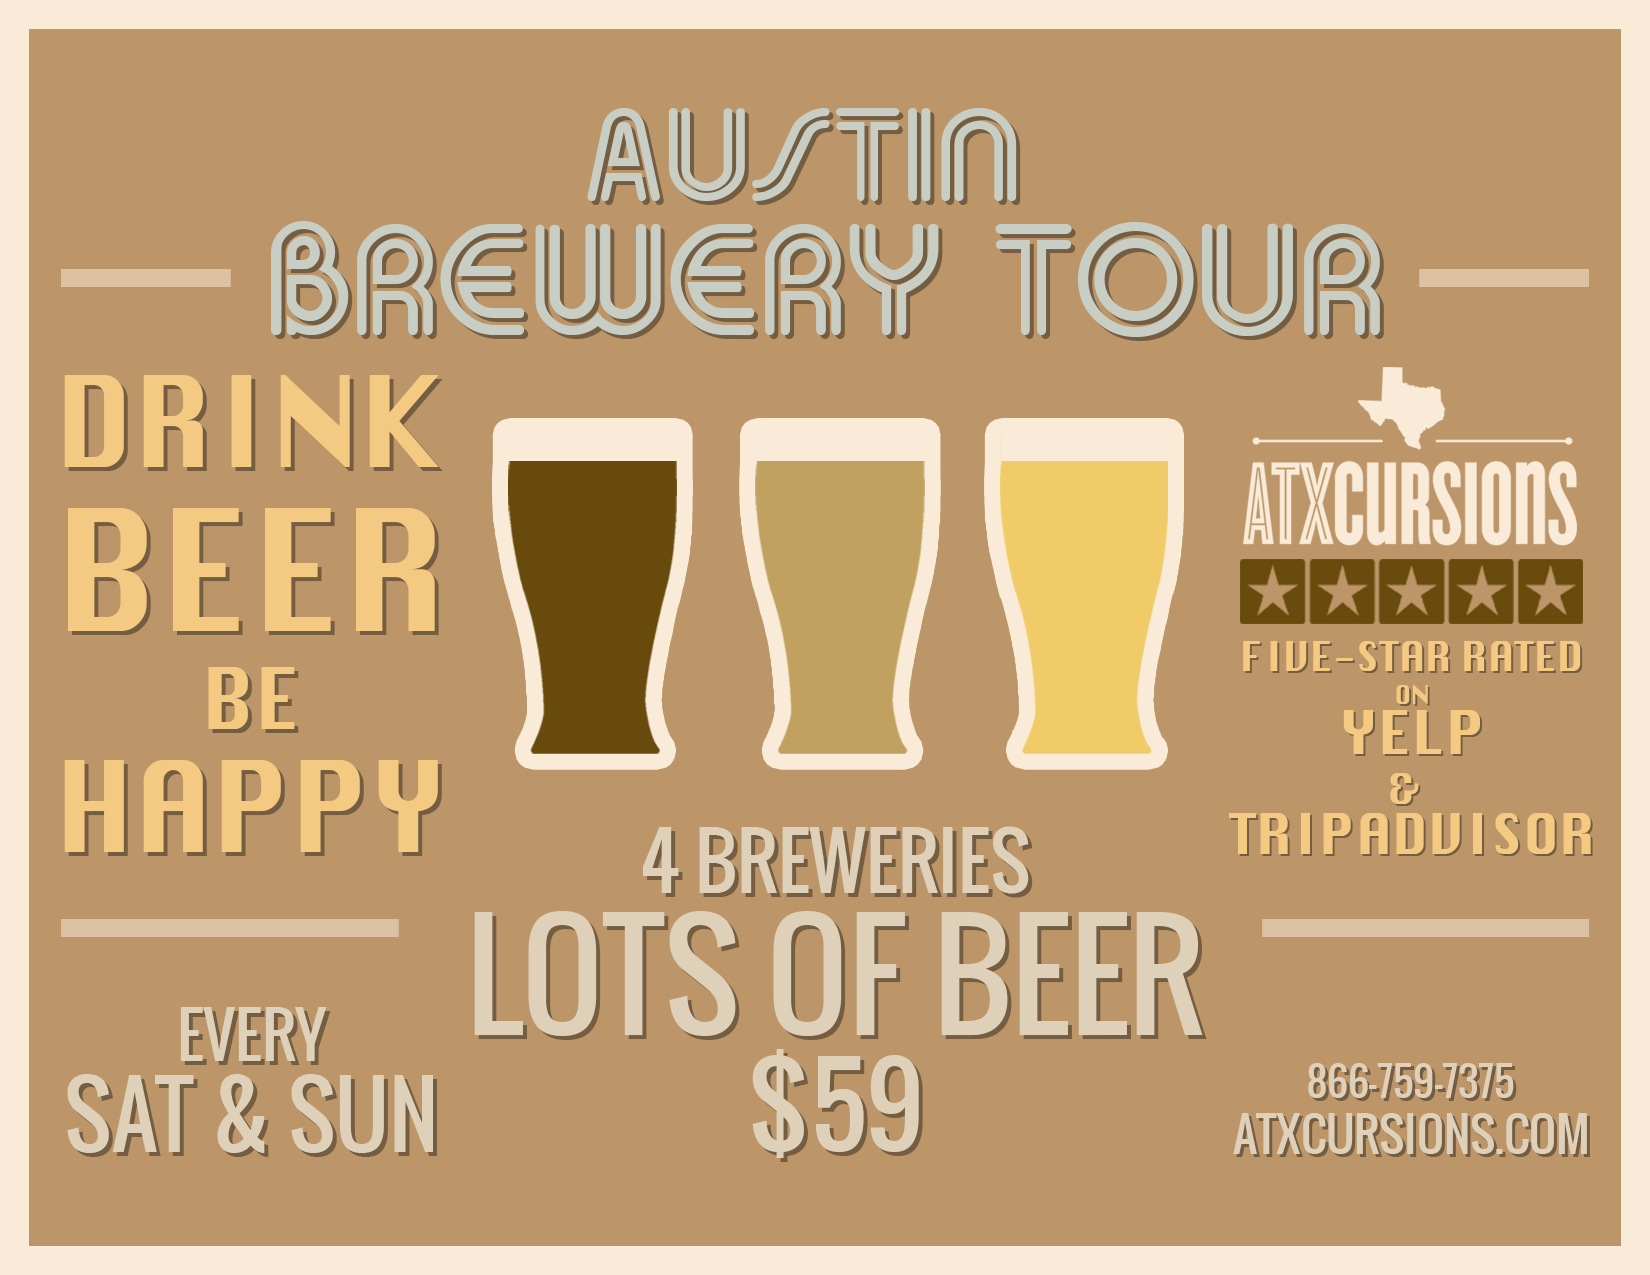 AUSTIN
BREWERY TOUR
DRINK
BEER
BE
HAPPY
ATXCURSIONS
FIVE-STAR RATED
ON
YELP
&
TRIPADVISOR
4 BREWERIES
LOTS OF BEER
$59
EVERY
SAT & SUN
866-759-7375
ATXCURSIONS.COM